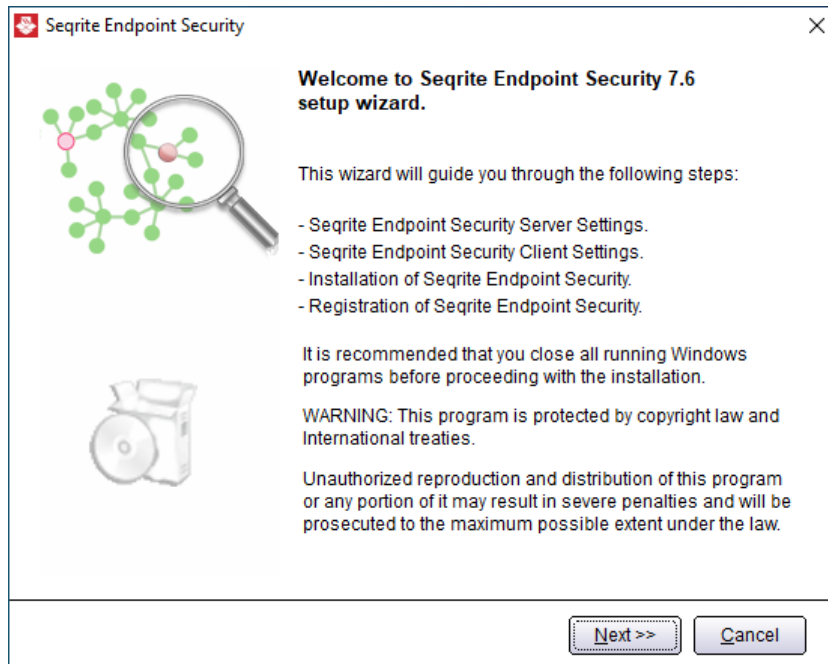 Seqrite Endpoint Security
Welcome to Seqrite Endpoint Security 7.6
setup wizard.
This wizard will guide you through the following steps:
- Seqrite Endpoint Security Server Settings.
- Seqrite Endpoint Security Client Settings.
- Installation of Seqrite Endpoint Security.
- Registration of Seqrite Endpoint Security.
It is recommended that you close all running Windows
programs before proceeding with the installation.
WARNING: This program is protected by copyright law and
International treaties.
Unauthorized reproduction and distribution of this program
or any portion of it may result in severe penalties and will be
prosecuted to the maximum possible extent under the law.
Next >>
Cancel